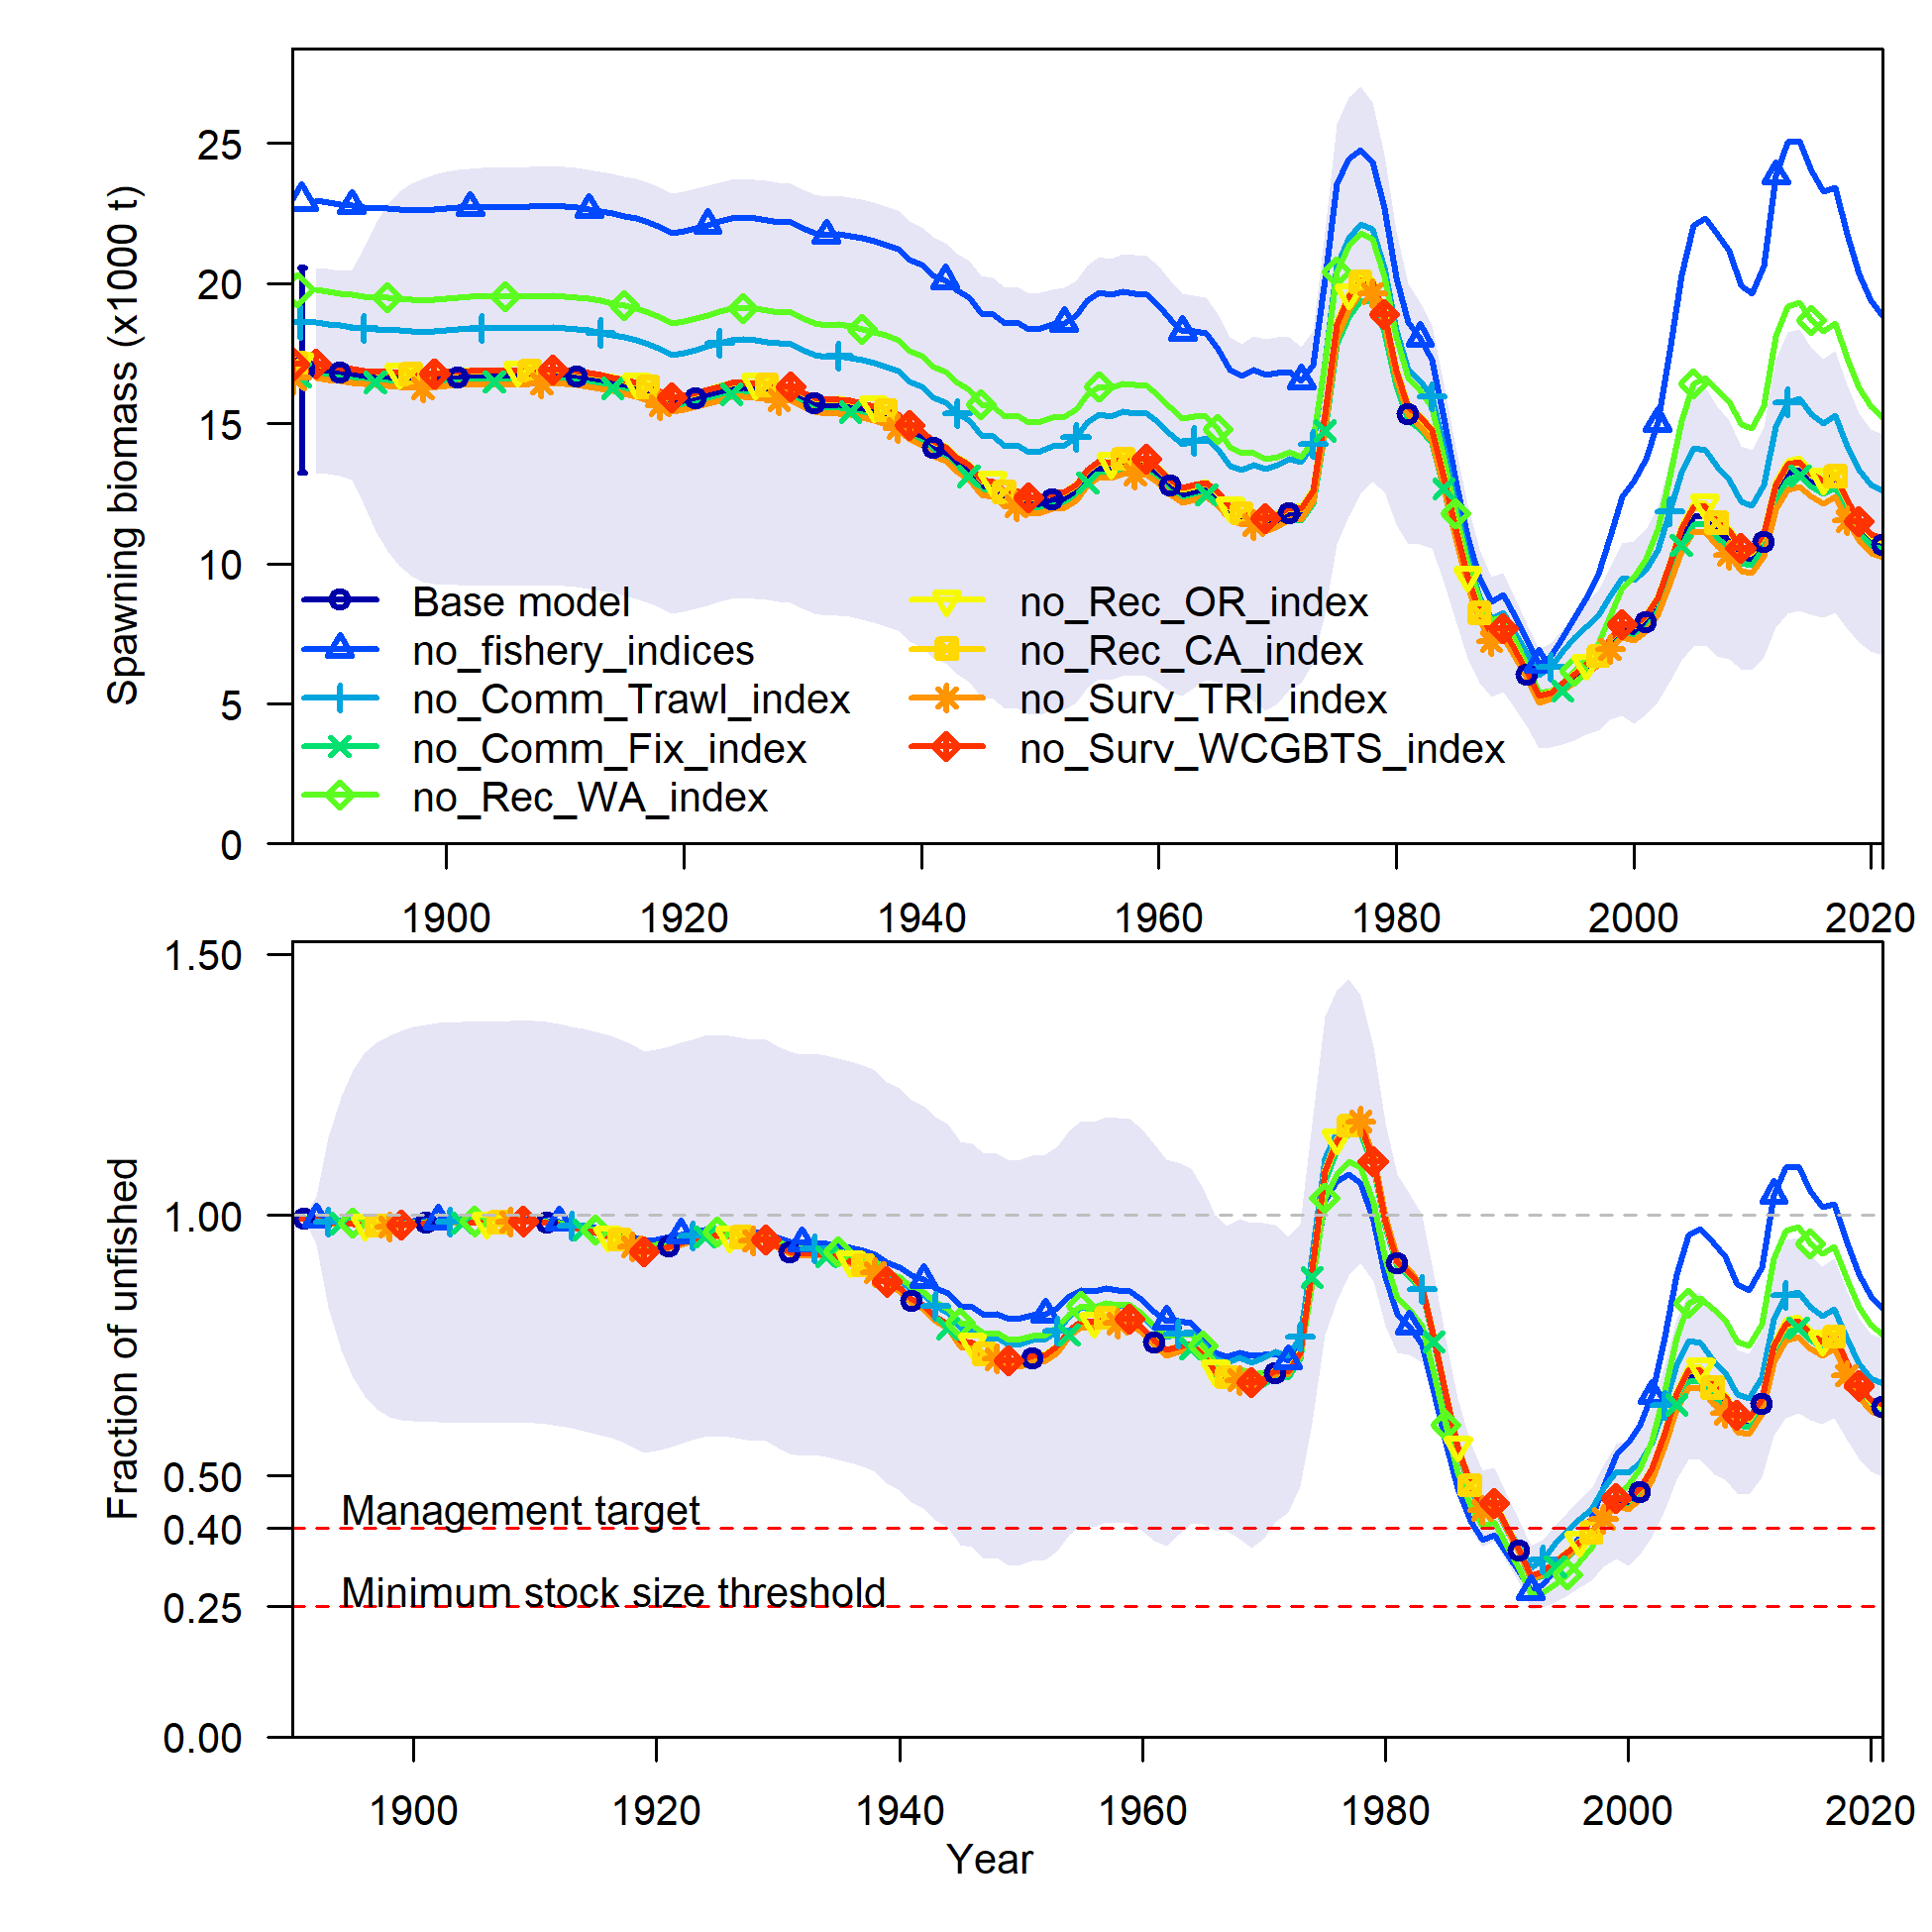 Spawning biomass (x1000 t)
25
20
15
10
5
0
Base model
no_fishery_indices
no_Comm_Trawl_index
no_Comm_Fix_index
no_Rec_WA_index
no_Rec_OR_index
no_Rec_CA_index
no_Surv_TRI_index
no_Surv_WCGBTS_index
1900 1920 1940 1960 1980 2000 2020
Fraction of unfished
1.50
1.00
0.50
0.40
0.25
0.00
Management target
Minimum stock size threshold
1900 1920 1940 1960 1980 2000 2020
Year